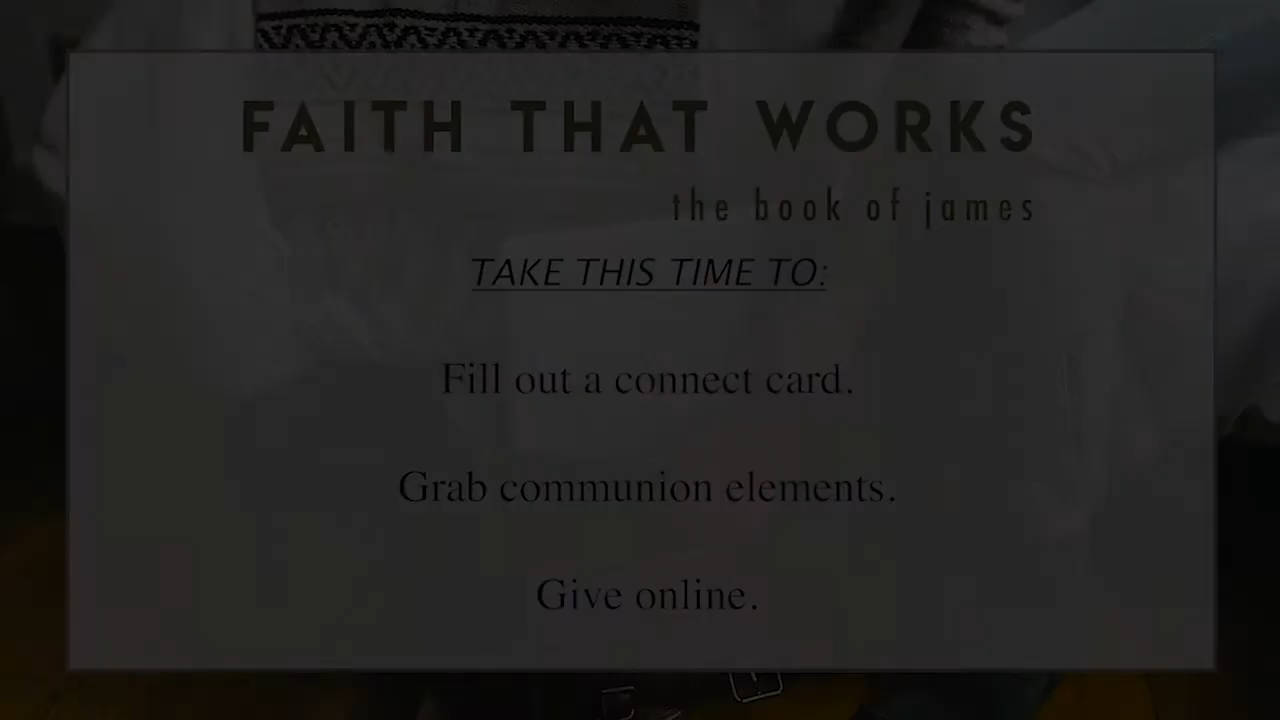 FAITH THAT WORKS
the book of james
TAKE THIS TIME TO:
Fill out a connect card.
Grab communion elements.
Give online.